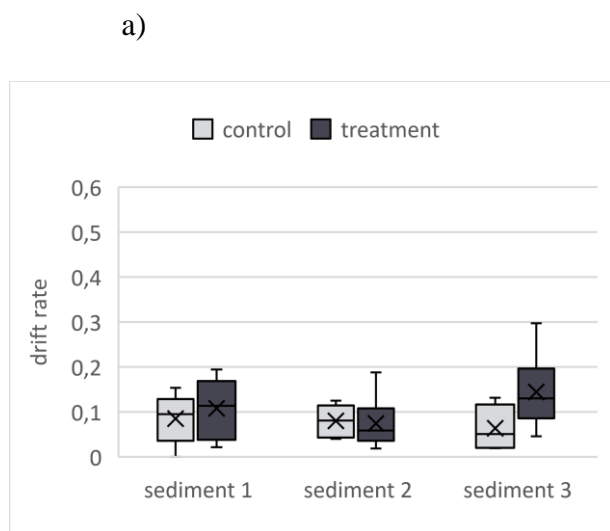 a)
control treatment
0,6
0,5
0,4
0,3
0,2
0,1
0
drift rate
sediment 1 sediment 2 sediment 3